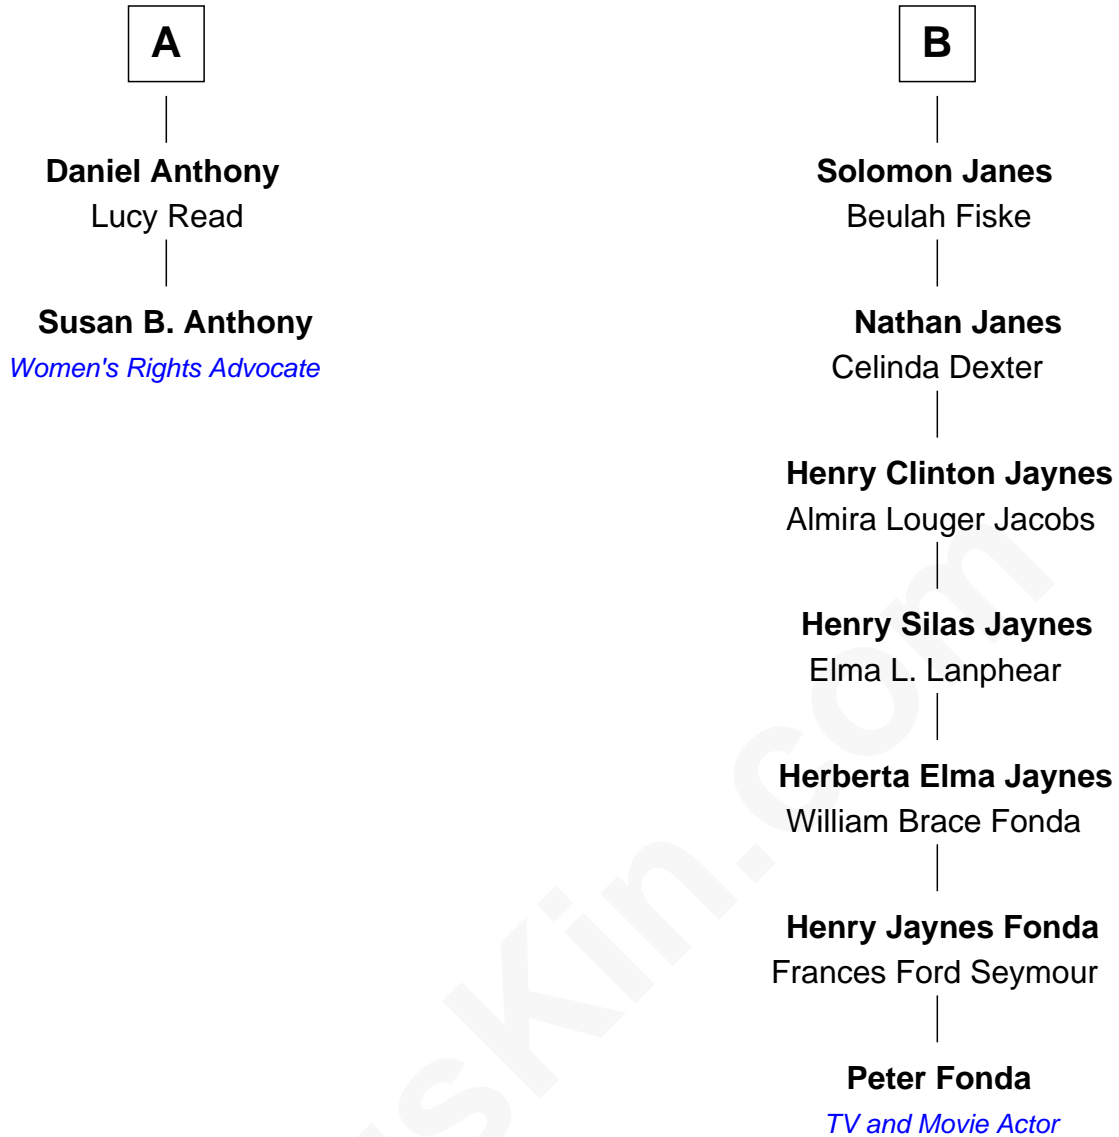 A
Daniel Anthony
Lucy Read
Susan B. Anthony
Women's Rights Advocate
B
Solomon Janes
Beulah Fiske
Nathan Janes
Celinda Dexter
Henry Clinton Jaynes
Almira Louger Jacobs
Henry Silas Jaynes
Elma L. Lanphear
Herberta Elma Jaynes
William Brace Fonda
Henry Jaynes Fonda
Frances Ford Seymour
Peter Fonda
TV and Movie Actor